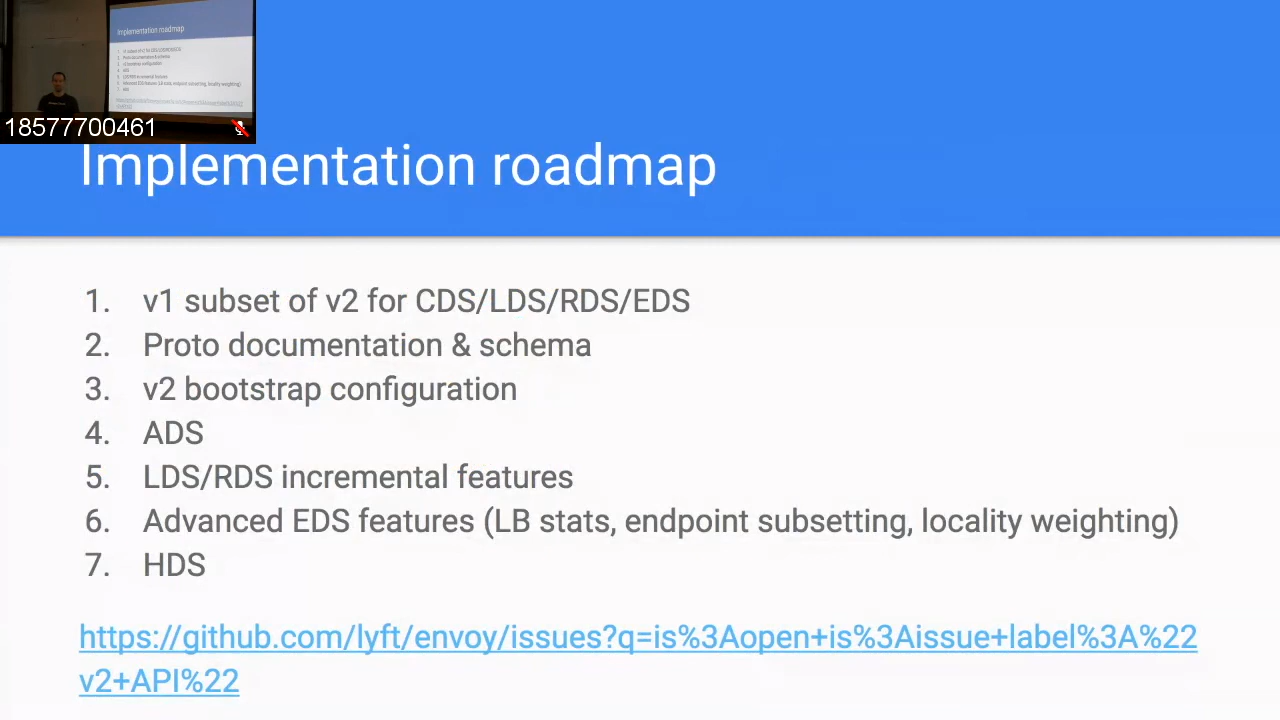 Implementation roadmap
18577700461
Implementation roadmap
1. v1 subset of v2 for CDS/LDS/RDS/EDS
2. Proto documentation & schema
3. v2 bootstrap configuration
4. ADS
5. LDS/RDS incremental features
6. Advanced EDS features (LB stats, endpoint subsetting, locality weighting)
7. HDS
https://github.com/lyft/envoy/issues?q=is%3Aopen+is%3Aissue+label%3A%22
v2+API%22